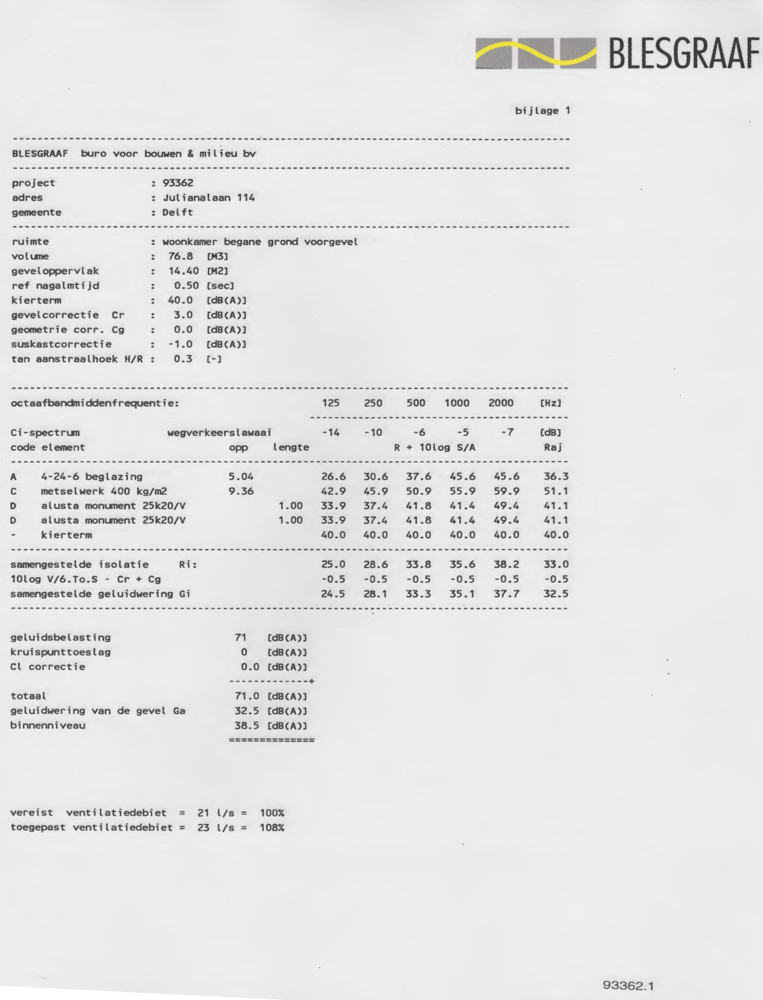 BLESGRAAF
bijlage 1
BLESGRAAF buro voor bouwen & milieu bv
project : 93362
adres : Julianalaan 114
gemeente : Delft
ruimte : woonkamer begane grond voorgevel
volume : 76.8 [M3]
geveloppervlak : 14.40 [M2]
ref nagalmtijd : 0.50 [sec]
kierterm : 40.0 [dB(A)]
gevelcorrectie Cr : 3.0 [dB(A)]
geometrie corr. Cg : 0.0 [dB(A)]
suskastcorrectie : -1.0 [dB(A)]
tan aanstraalhoek H/R : 0.3 [-]
octaafbandmiddenfrequentie: 125 250 500 1000 2000 [Hz]
Ci-spectrum wegverkeerslawaai -14 -10 -6 -5 -7 [dB]
code element opp lengte R + 10log S/A Raj
A 4-24-6 beglazing 5.04 26.6 30.6 37.6 45.6 45.6 36.3
C metselwerk 400 kg/m2 9.36 42.9 45.9 50.9 55.9 59.9 51.1
D alusta monument 25k20/V 1.00 33.9 37.4 41.8 41.4 49.4 41.1
D alusta monument 25k20/V 1.00 33.9 37.4 41.8 41.4 49.4 41.1
- kierterm 40.0 40.0 40.0 40.0 40.0 40.0
samengestelde isolatie Ri: 25.0 28.6 33.8 35.6 38.2 33.0
10log V/6.To.S - Cr + Cg -0.5 -0.5 -0.5 -0.5 -0.5 -0.5
samengestelde geluidwering Gi 24.5 28.1 33.3 35.1 37.7 32.5
geluidsbelasting 71 [dB(A)]
kruispunttoeslag 0 [dB(A)]
Cl correctie 0.0 [dB(A)]
-------------+
totaal 71.0 [dB(A)]
geluidwering van de gevel Ga 32.5 [dB(A)]
binnenniveau 38.5 [dB(A)]
==============
vereist ventilatiedebiet = 21 l/s = 100%
toegepast ventilatiedebiet = 23 l/s = 108%
93362.1